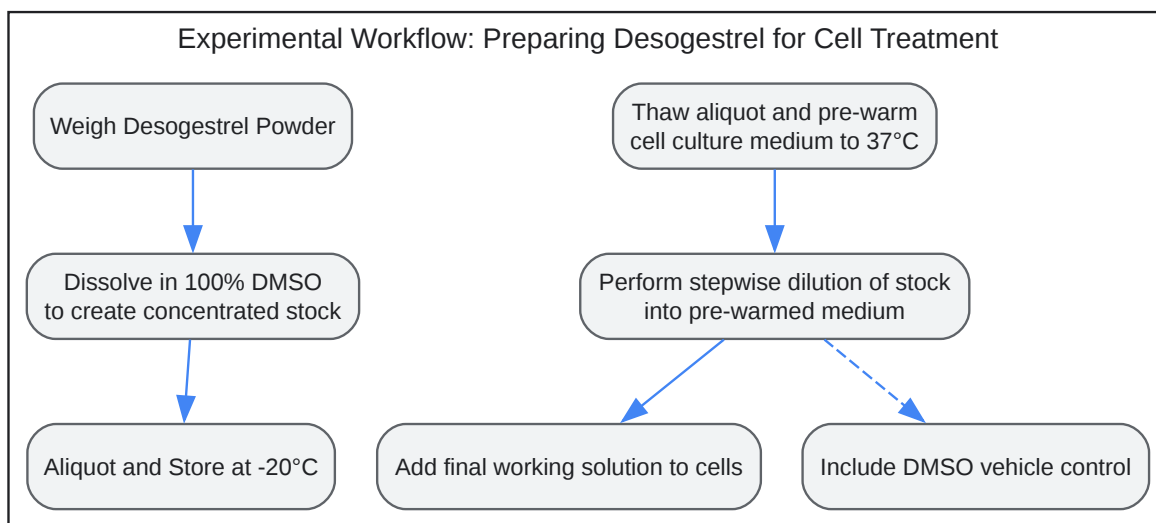 Experimental Workflow: Preparing Desogestrel for Cell Treatment
Weigh Desogestrel Powder
Dissolve in 100% DMSO
to create concentrated stock
Aliquot and Store at -20°C
Thaw aliquot and pre-warm
cell culture medium to 37°C
Perform stepwise dilution of stock
into pre-warmed medium
Add final working solution to cells
Include DMSO vehicle control